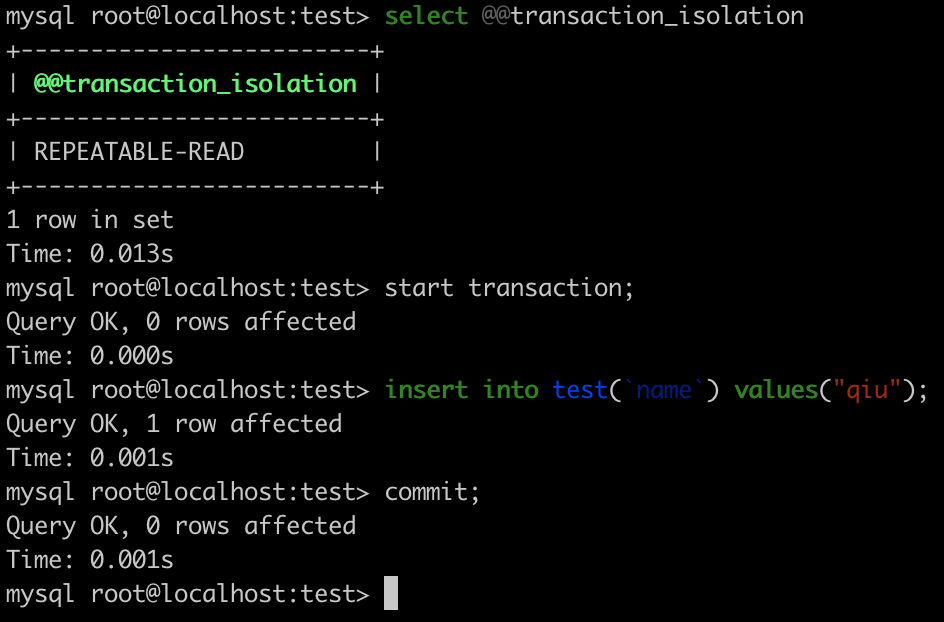 mysql root@localhost:test> select @@transaction_isolation
+-------------------------+
| @@transaction_isolation |
+-------------------------+
| REPEATABLE-READ         |
+-------------------------+
1 row in set
Time: 0.013s
mysql root@localhost:test> start transaction;
Query OK, 0 rows affected
Time: 0.000s
mysql root@localhost:test> insert into test(`name`) values("qiu");
Query OK, 1 row affected
Time: 0.001s
mysql root@localhost:test> commit;
Query OK, 0 rows affected
Time: 0.001s
mysql root@localhost:test>